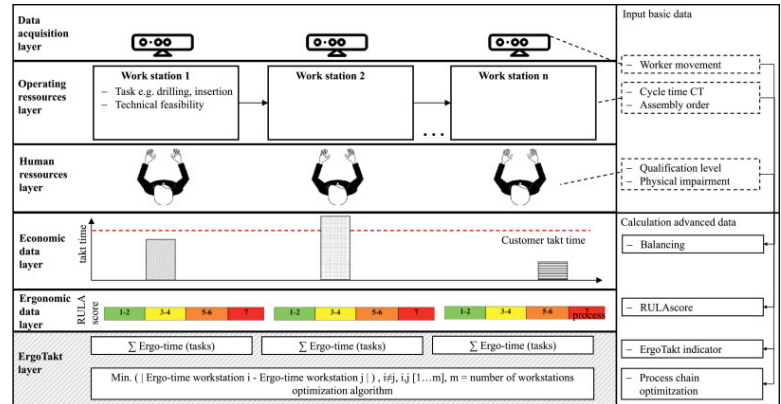 Data
acquisition
layer
Input basic data
– Worker movement
Operating
ressources
layer
Work station 1
– Task e.g. drilling, insertion
– Technical feasibility
Work station 2
. . .
Work station n
– Cycle time CT
– Assembly order
Human
ressources
layer
– Qualification level
– Physical impairment
Economic
data
layer
takt time
Customer takt time
Calculation advanced data
– Balancing
Ergonomic
data
layer
RULA
score
1-2 3-4 5-6 7
1-2 3-4 5-6 7
1-2 3-4 5-6
process
– RULAscore
ErgoTakt
layer
∑ Ergo-time (tasks)
∑ Ergo-time (tasks)
∑ Ergo-time (tasks)
Min. ( | Ergo-time workstation i - Ergo-time workstation j | ) , i≠j, i,j [1…m], m = number of workstations
optimization algorithm
– ErgoTakt indicator
– Process chain
optimitzation